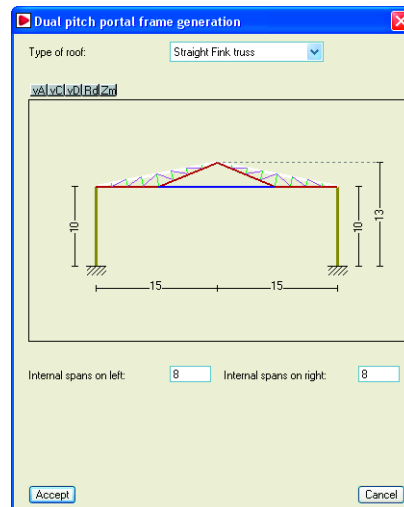 Dual pitch portal frame generation
Type of roof: Straight Fink truss
vA vC vD Rd Zm
10 10 13
15 15
Internal spans on left: 8 Internal spans on right: 8
Accept Cancel